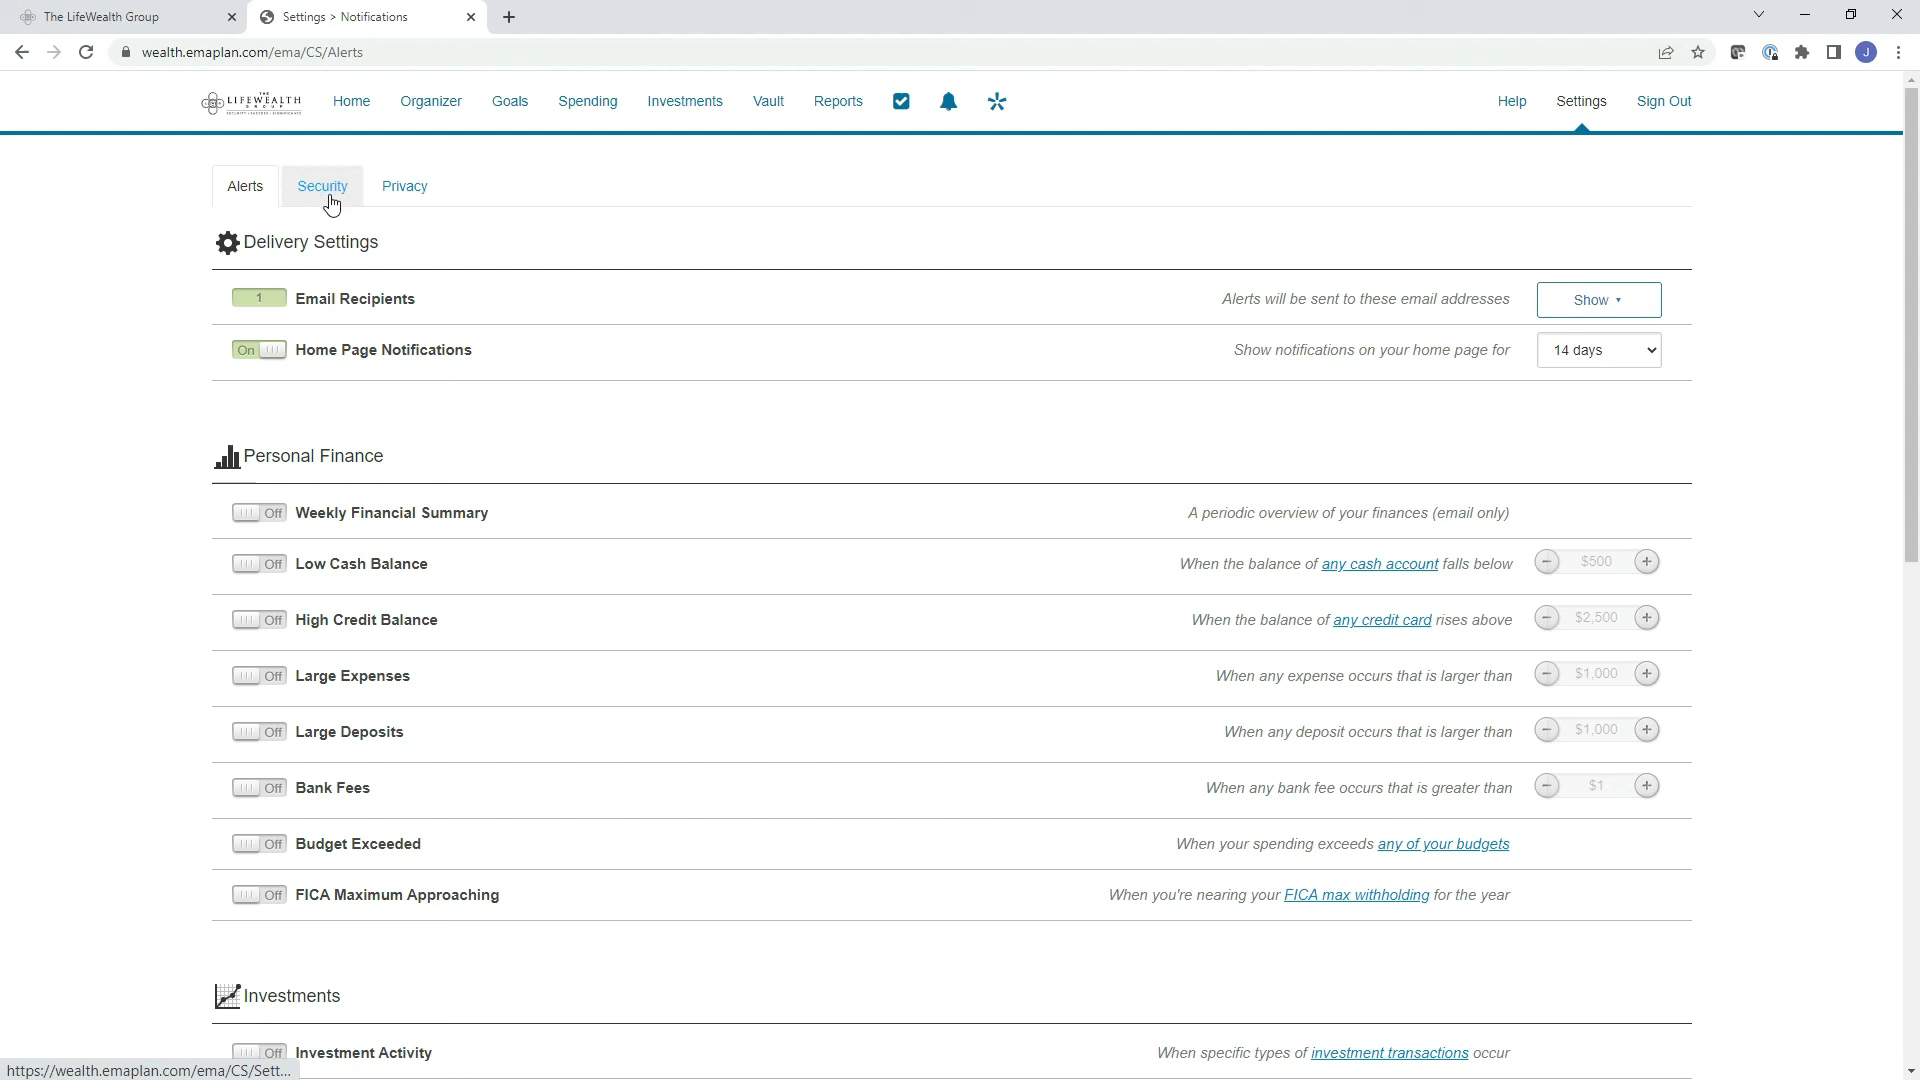 The LifeWealth Group
Settings > Notifications
wealth.emaplan.com/ema/CS/Alerts
J
THE
LIFEWEALTH
GROUP
Home Organizer Goals Spending Investments Vault Reports
Help Settings Sign Out
Alerts Security Privacy
Delivery Settings
1 Email Recipients Alerts will be sent to these email addresses Show
On Home Page Notifications Show notifications on your home page for 14 days
Personal Finance
Off Weekly Financial Summary A periodic overview of your finances (email only)
Off Low Cash Balance When the balance of any cash account falls below - $500 +
Off High Credit Balance When the balance of any credit card rises above - $2,500 +
Off Large Expenses When any expense occurs that is larger than - $1,000 +
Off Large Deposits When any deposit occurs that is larger than - $1,000 +
Off Bank Fees When any bank fee occurs that is greater than - $1 +
Off Budget Exceeded When your spending exceeds any of your budgets
Off FICA Maximum Approaching When you're nearing your FICA max withholding for the year
Investments
Off Investment Activity When specific types of investment transactions occur
https://wealth.emaplan.com/ema/CS/Sett...